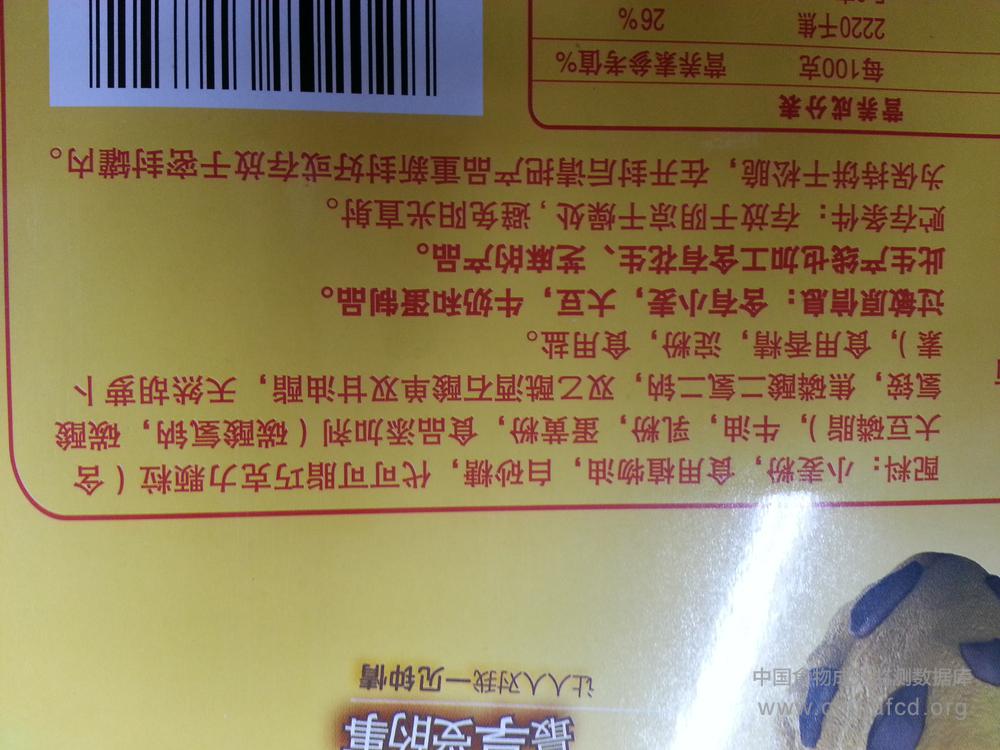 最享受的事
让人人对我一见钟情
配料：小麦粉，食用植物油，白砂糖，代可可脂巧克力颗粒（含
大豆磷脂），牛油，乳粉，蛋黄粉，食品添加剂（碳酸氢钠，碳酸
氢铵，焦磷酸二氢二钠，双乙酰酒石酸单双甘油酯，天然胡萝卜
素），食用香精，淀粉，食用盐。
过敏原信息：含有小麦，大豆，牛奶和蛋制品。
此生产线也加工含有花生、芝麻的产品。
贮存条件：存放于阴凉干燥处，避免阳光直射。
为保持饼干松脆，在开封后请把产品重新封好或存放于密封罐内。
营养成分表
每100克 营养素参考值%
2220千焦 26%
中国食物成 监测数据库